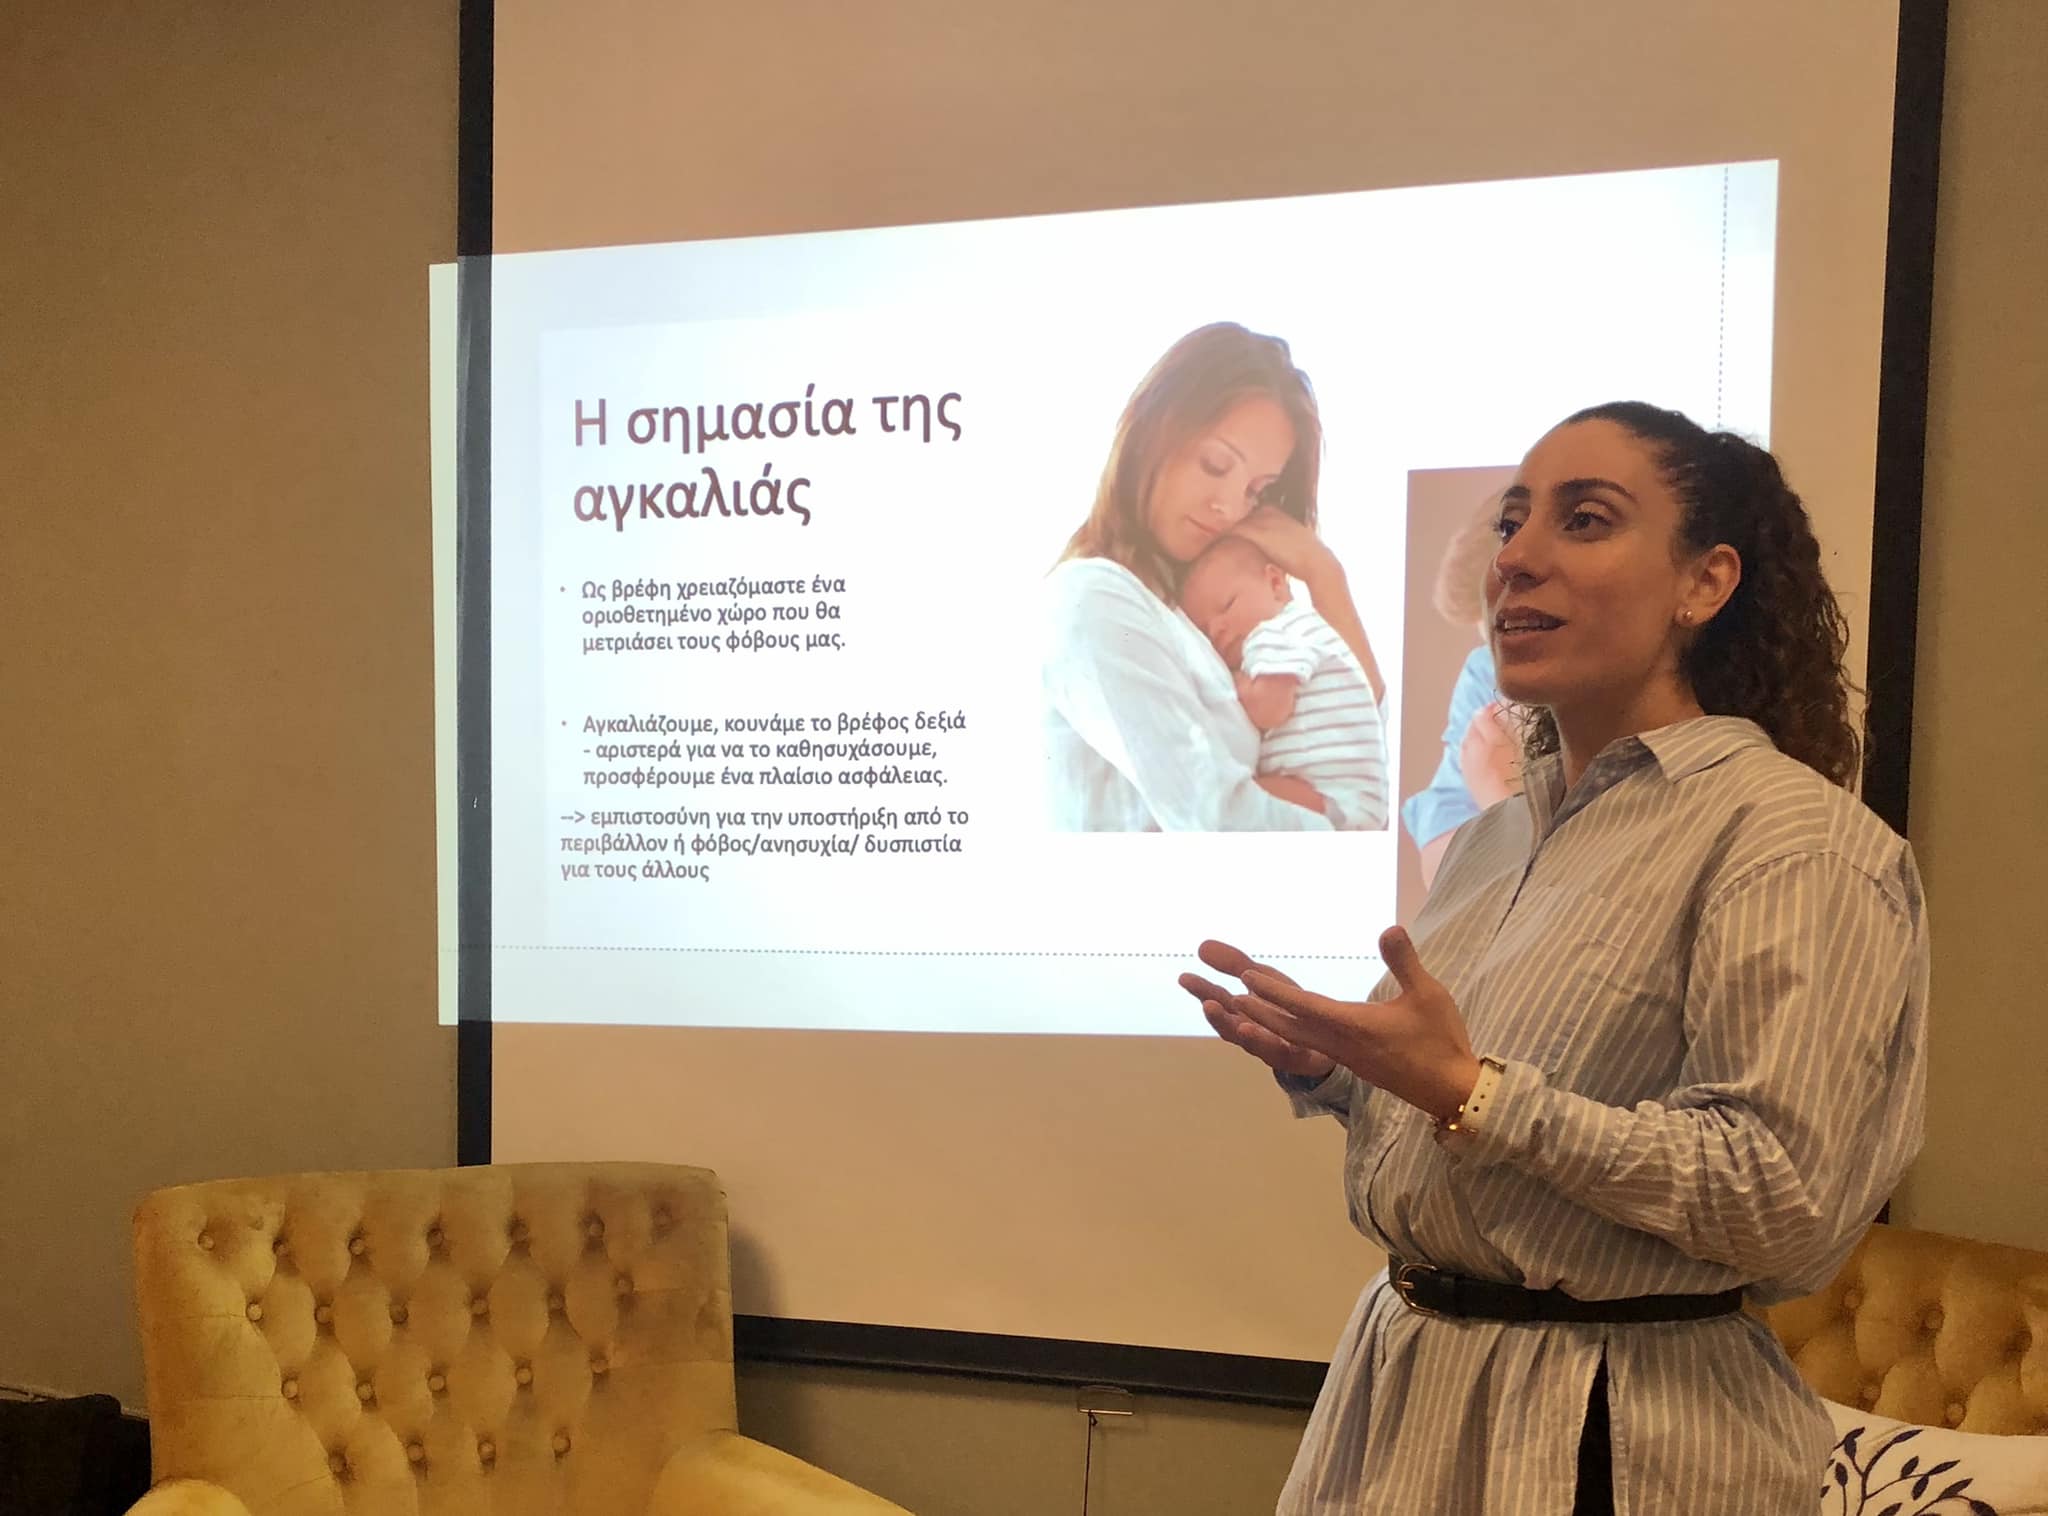 Η σημασία της
αγκαλιάς
• Ως βρέφη χρειαζόμαστε ένα
οριοθετημένο χώρο που θα
μετριάσει τους φόβους μας.
• Αγκαλιάζουμε, κουνάμε το βρέφος δεξιά
- αριστερά για να το καθησυχάσουμε,
προσφέρουμε ένα πλαίσιο ασφάλειας.
--> εμπιστοσύνη για την υποστήριξη από το
περιβάλλον ή φόβος/ανησυχία/ δυσπιστία
για τους άλλους